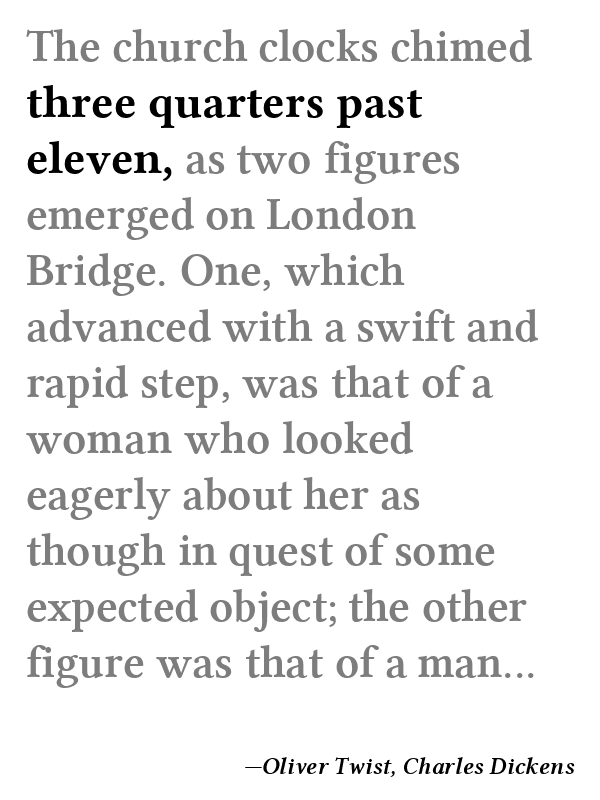 The church clocks chimed
three quarters past
eleven, as two figures
emerged on London
Bridge. One, which
advanced with a swift and
rapid step, was that of a
woman who looked
eagerly about her as
though in quest of some
expected object; the other
figure was that of a man...
—Oliver Twist, Charles Dickens